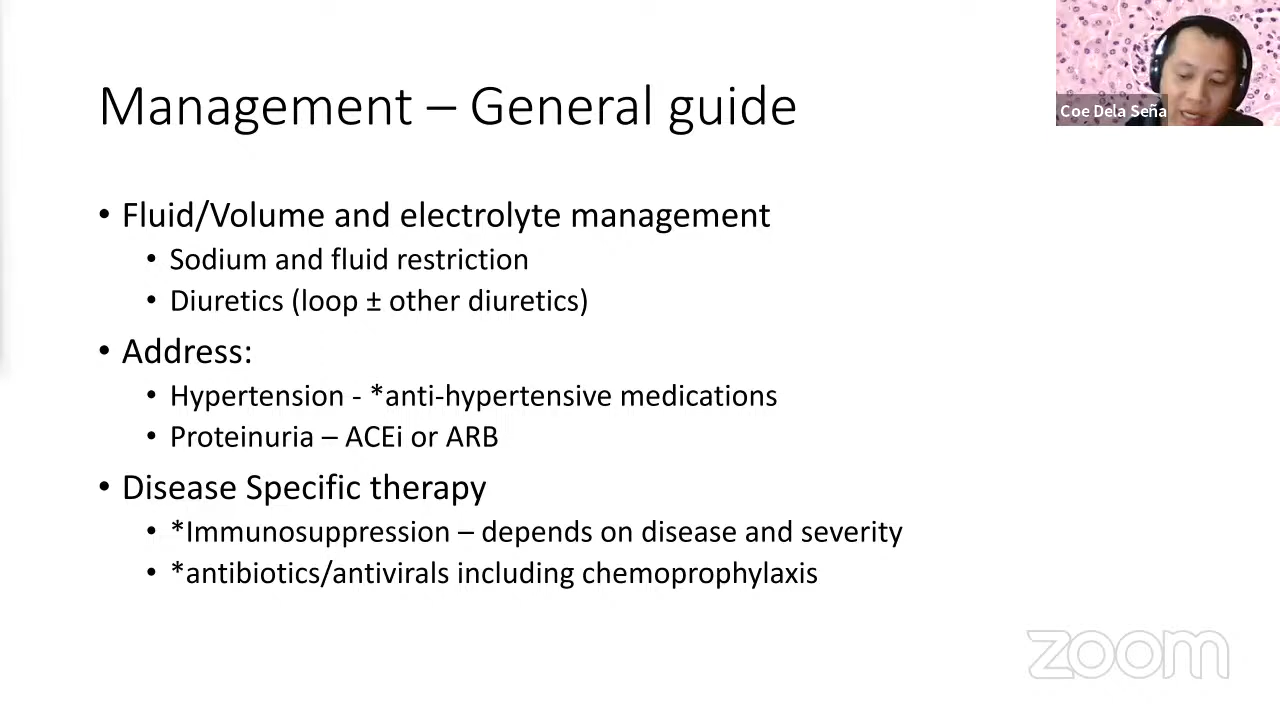 Management – General guide
Coe Dela Seña
• Fluid/Volume and electrolyte management
• Sodium and fluid restriction
• Diuretics (loop ± other diuretics)
• Address:
• Hypertension - *anti-hypertensive medications
• Proteinuria – ACEi or ARB
• Disease Specific therapy
• *Immunosuppression – depends on disease and severity
• *antibiotics/antivirals including chemoprophylaxis
zoom